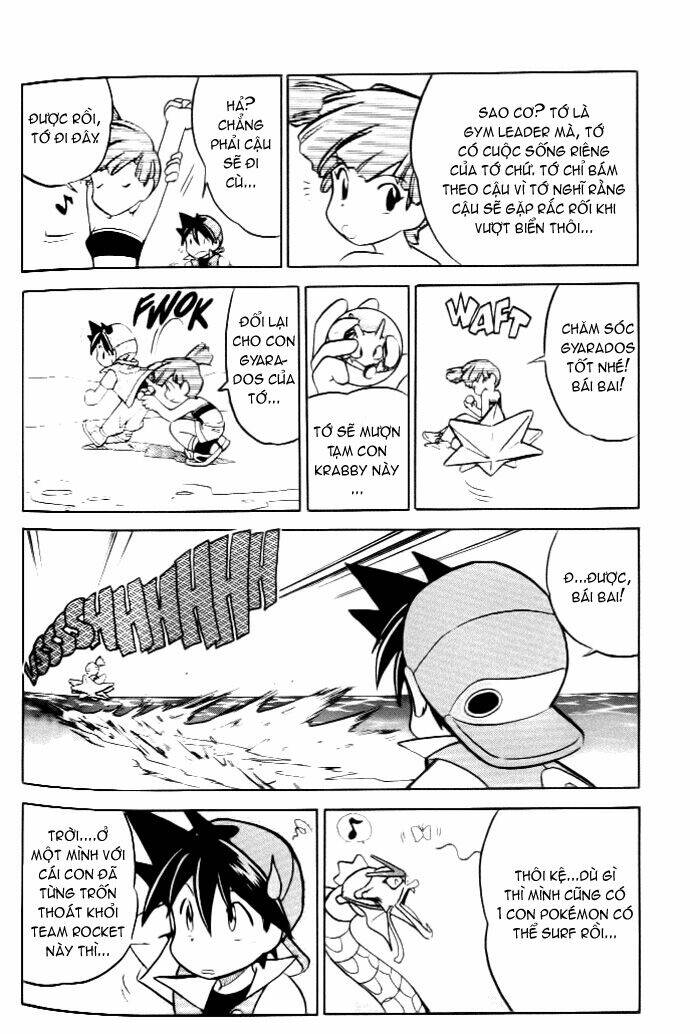 ĐƯỢC RỒI,
TỚ ĐI ĐÂY
HẢ?
CHẲNG
PHẢI CẬU
SẼ ĐI
CÙ...
SAO CƠ? TỚ LÀ
GYM LEADER MÀ, TỚ
CÓ CUỘC SỐNG RIÊNG
CỦA TỚ CHỨ. TỚ CHỈ BÁM
THEO CẬU VÌ TỚ NGHĨ RẰNG
CẬU SẼ GẶP RẮC RỐI KHI
VƯỢT BIỂN THÔI...
FWOK
ĐỔI LẠI
CHO CON
GYARA-
DOS CỦA
TỚ...
TỚ SẼ MƯỢN
TẠM CON
KRABBY NÀY
...
WAFT
CHĂM SÓC
GYARADOS
TỐT NHÉ!
BÁI BAI!
SSSSSHHHHHHHH
Đ...ĐƯỢC,
BÁI BAI!
TRỜI....Ở
MỘT MÌNH VỚI
CÁI CON ĐÃ
TỪNG TRỐN
THOÁT KHỎI
TEAM ROCKET
NÀY THÌ...
THÔI KỆ...DÙ GÌ
THÌ MÌNH CŨNG CÓ
1 CON POKÉMON CÓ
THỂ SURF RỒI...